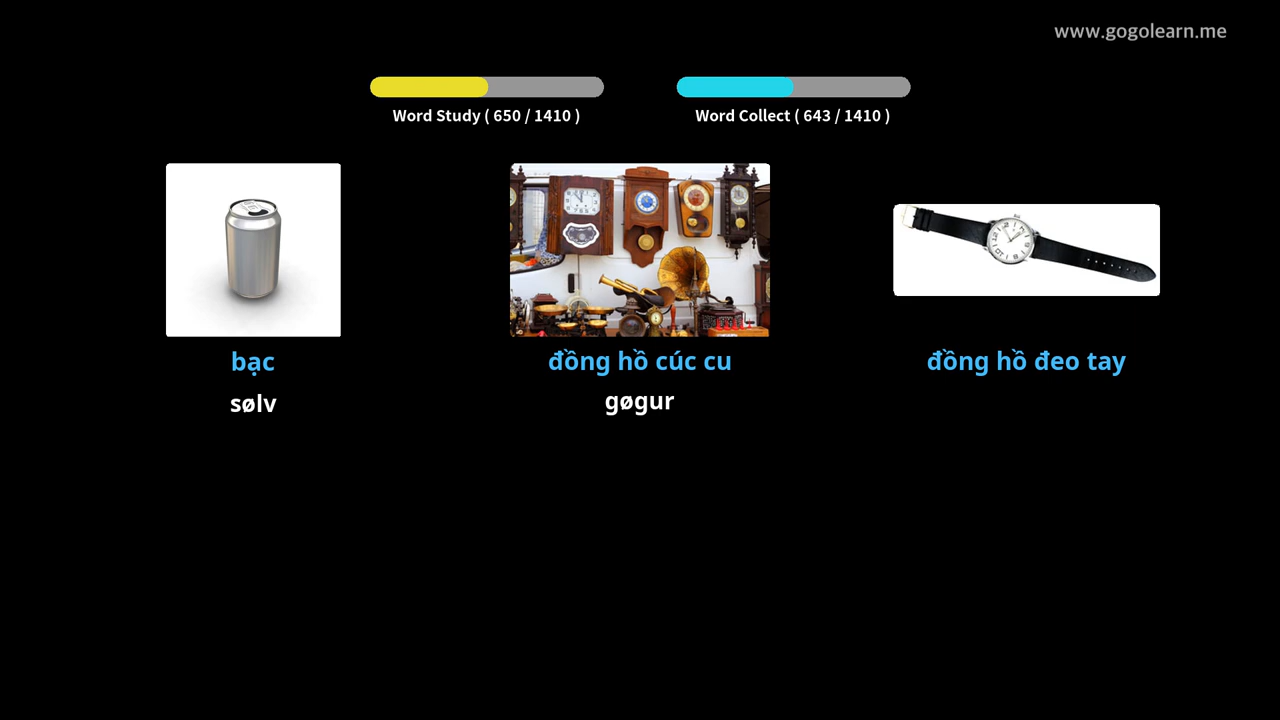 www.gogolearn.me
Word Study ( 650 / 1410 )
Word Collect ( 643 / 1410 )
bạc
sølv
đồng hồ cúc cu
gøgur
đồng hồ đeo tay